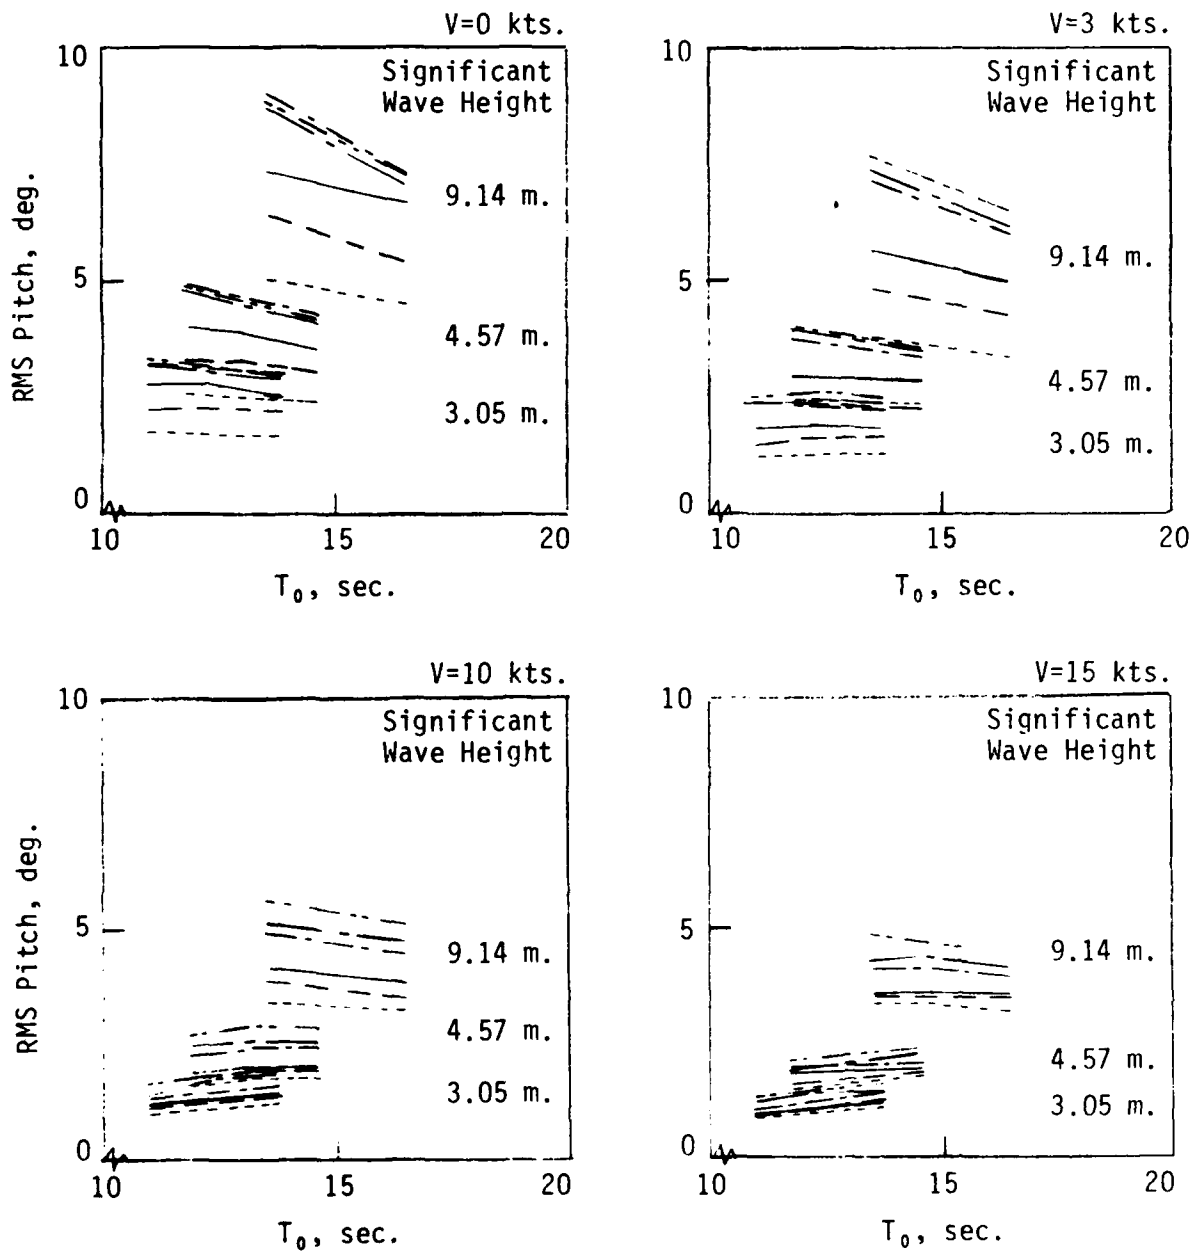 V=0 kts.
10
Significant
Wave Height
RMS Pitch, deg.
9.14 m.
5
4.57 m.
3.05 m.
0
10
15
20
T₀, sec.
V=3 kts.
10
Significant
Wave Height
9.14 m.
5
4.57 m.
3.05 m.
0
10
15
20
T₀, sec.
V=10 kts.
10
Significant
Wave Height
RMS Pitch, deg.
5
9.14 m.
4.57 m.
3.05 m.
0
10
15
20
T₀, sec.
V=15 kts.
10
Significant
Wave Height
5
9.14 m.
4.57 m.
3.05 m.
0
10
15
20
T₀, sec.